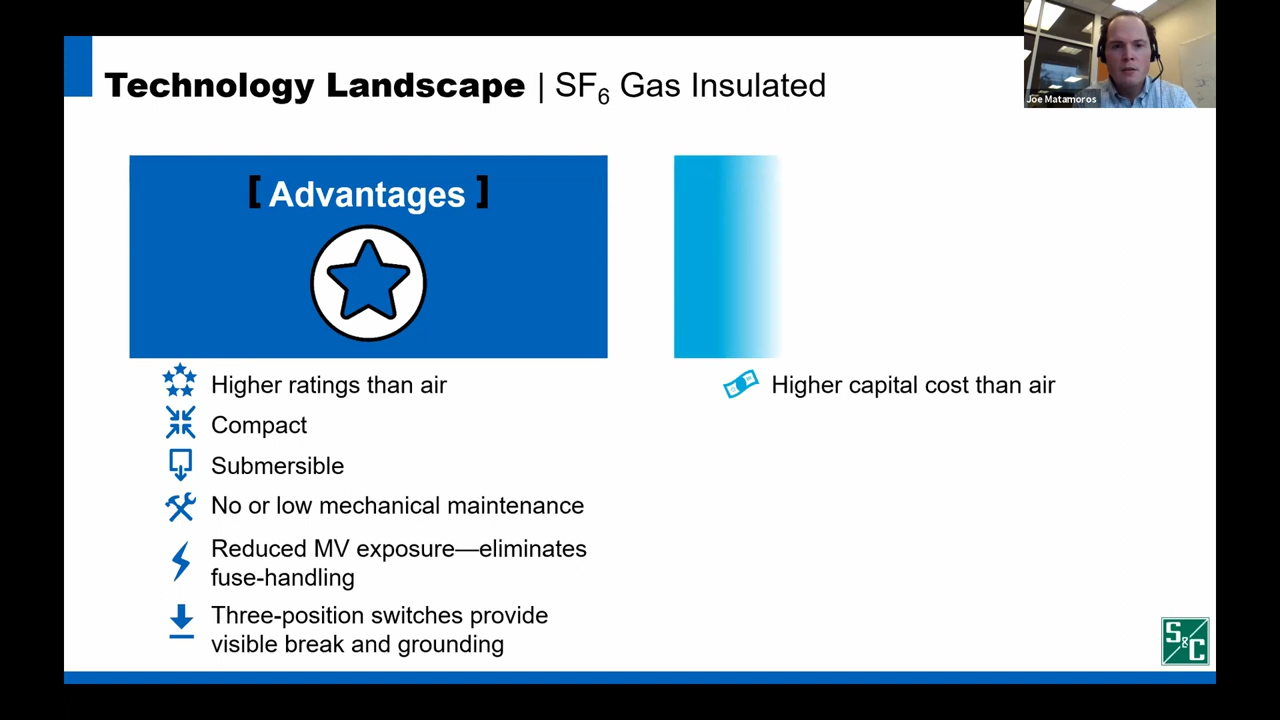 Technology Landscape | SF6 Gas Insulated
Joe Matamoros
[ Advantages ]
Higher ratings than air
Compact
Submersible
No or low mechanical maintenance
Reduced MV exposure—eliminates
fuse-handling
Three-position switches provide
visible break and grounding
Higher capital cost than air
S&C